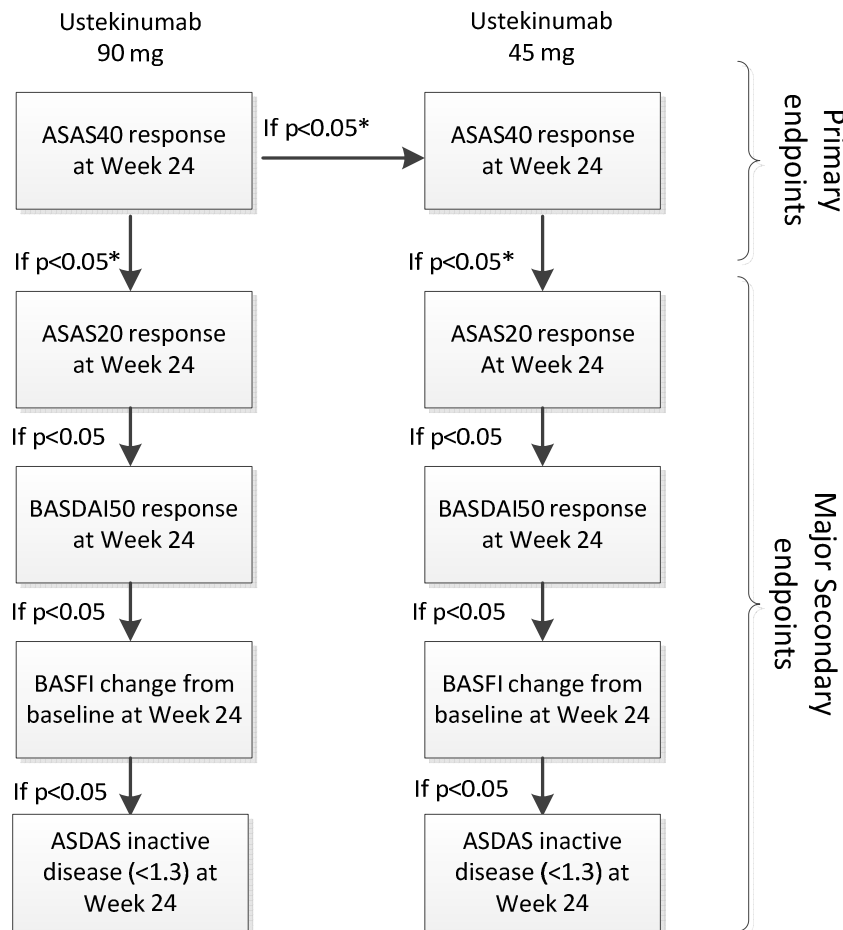 Ustekinumab
90 mg
Ustekinumab
45 mg
ASAS40 response
at Week 24
If p<0.05*
ASAS40 response
at Week 24
Primary
endpoints
If p<0.05*
If p<0.05*
ASAS20 response
at Week 24
ASAS20 response
At Week 24
If p<0.05
If p<0.05
BASDAI50 response
at Week 24
BASDAI50 response
at Week 24
Major Secondary
endpoints
If p<0.05
If p<0.05
BASFI change from
baseline at Week 24
BASFI change from
baseline at Week 24
If p<0.05
If p<0.05
ASDAS inactive
disease (<1.3) at
Week 24
ASDAS inactive
disease (<1.3) at
Week 24